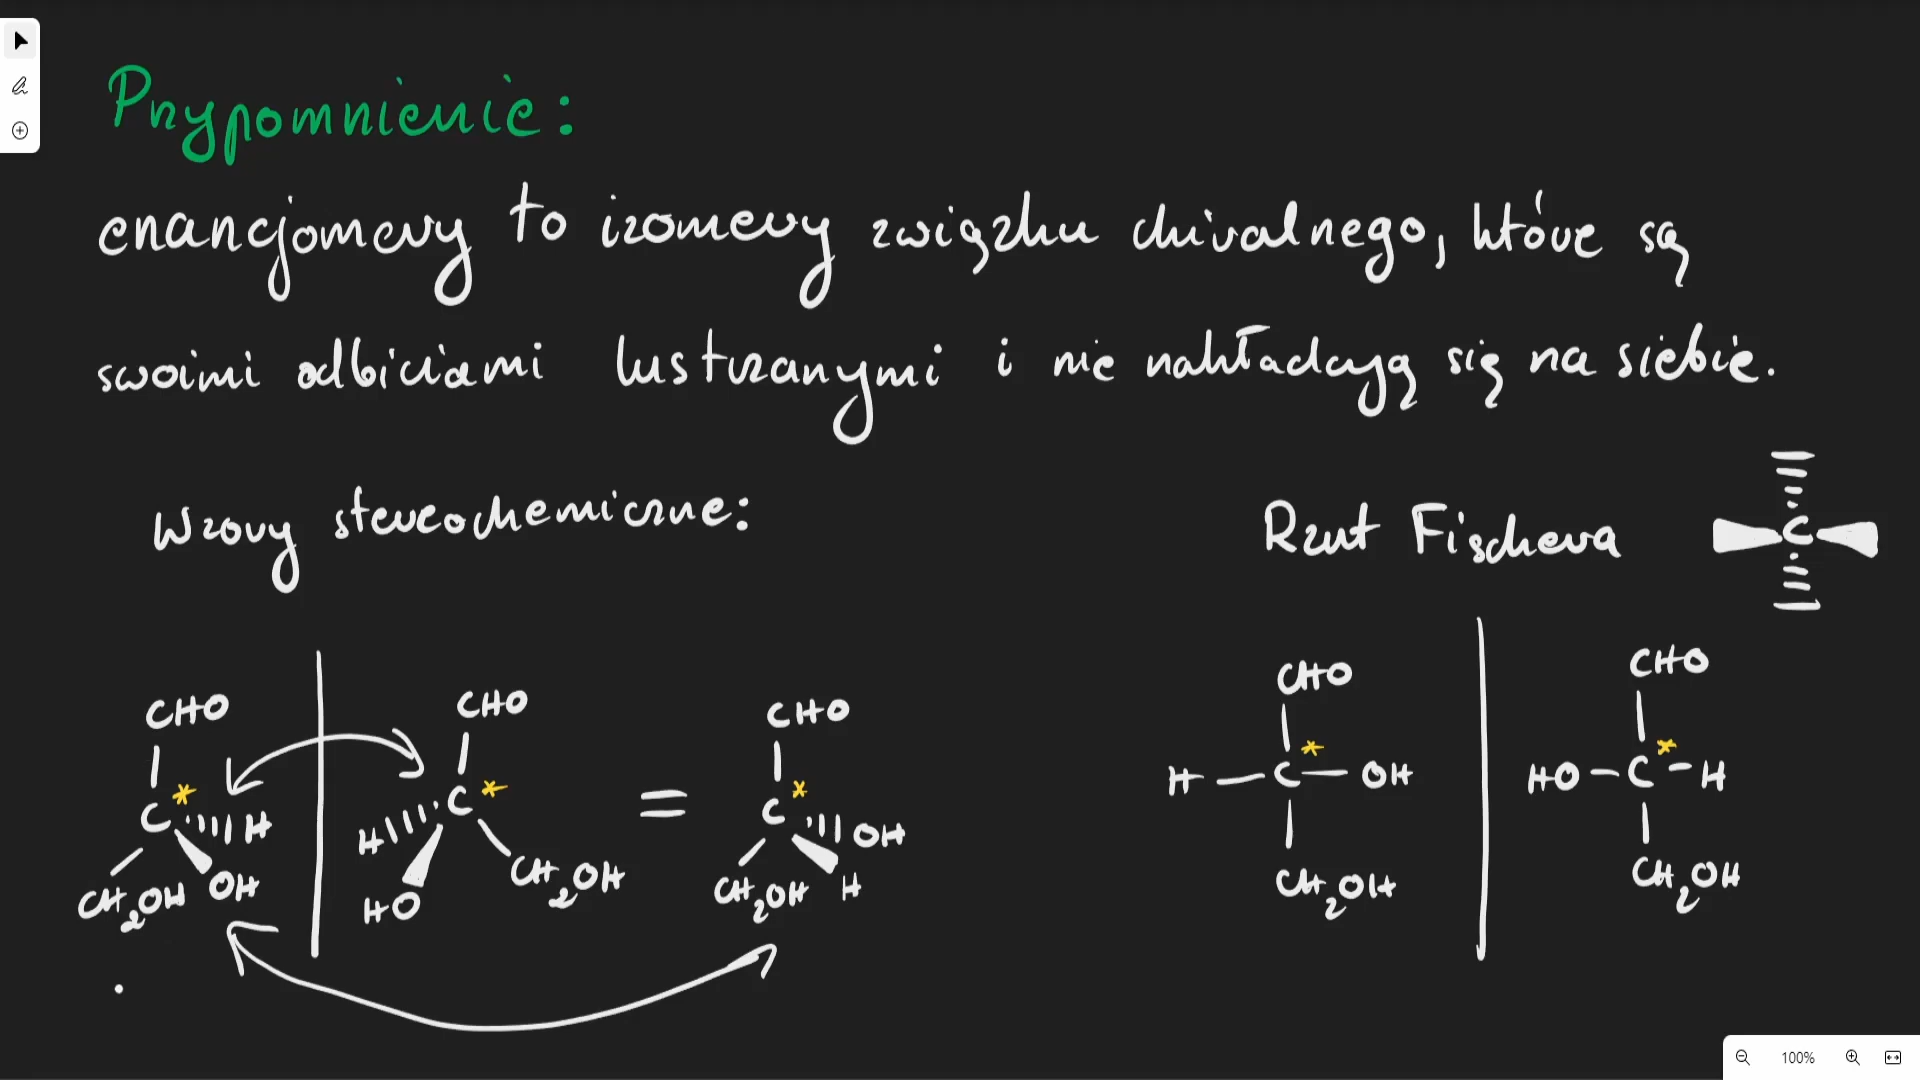 Przypomnienie:
enancjomery to izomery związku chiralnego, które są
swoimi odbiciami lustrzanymi i nie nakładają się na siebie.
Wzory stereochemiczne:
Rzut Fischera
C
CHO
C*
H
CH₂OH
OH
CHO
C*
H
HO
CH₂OH
=
CHO
C*
OH
CH₂OH
H
CHO
H — C* — OH
CH₂OH
CHO
HO — C* — H
CH₂OH
100%